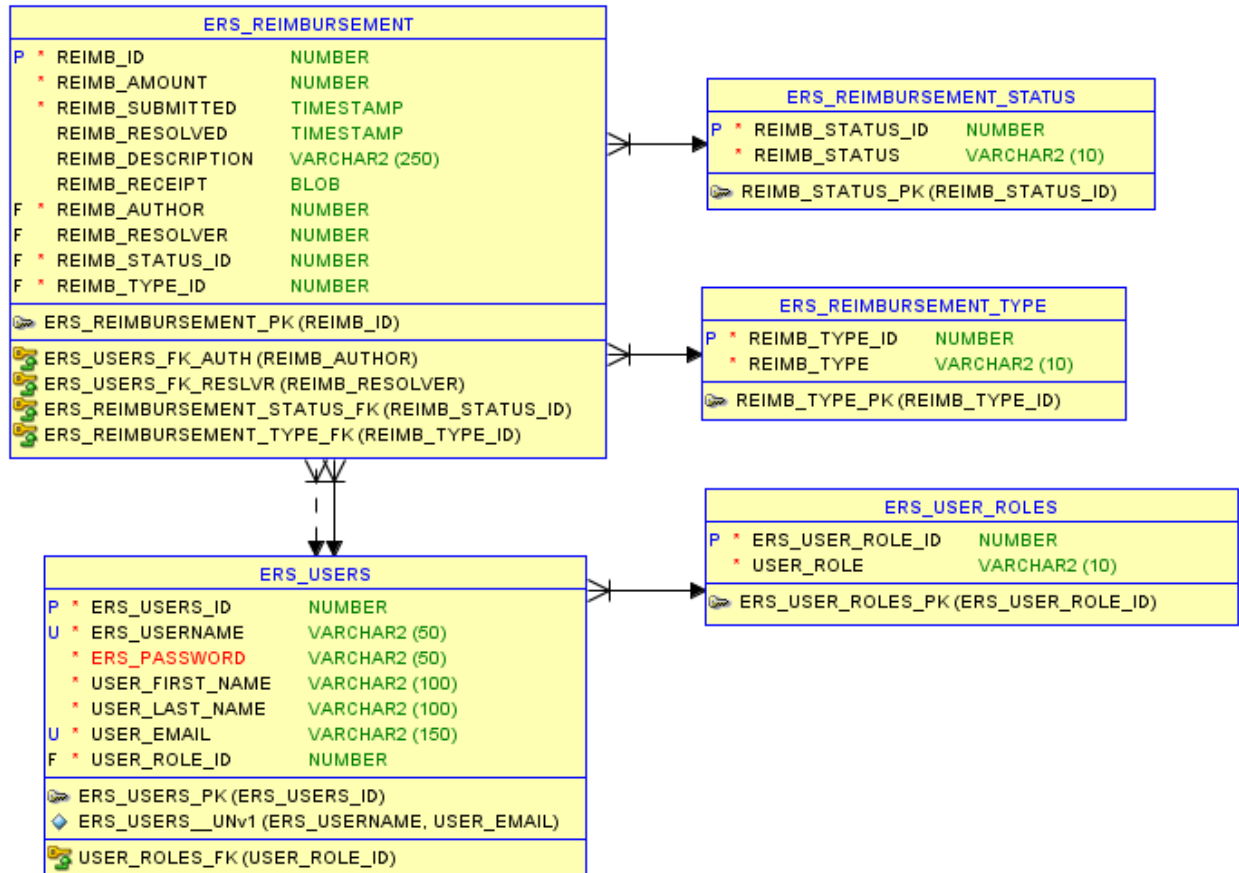 ERS_REIMBURSEMENT
P * REIMB_ID NUMBER
* REIMB_AMOUNT NUMBER
* REIMB_SUBMITTED TIMESTAMP
REIMB_RESOLVED TIMESTAMP
REIMB_DESCRIPTION VARCHAR2 (250)
REIMB_RECEIPT BLOB
F * REIMB_AUTHOR NUMBER
F REIMB_RESOLVER NUMBER
F * REIMB_STATUS_ID NUMBER
F * REIMB_TYPE_ID NUMBER
ERS_REIMBURSEMENT_PK (REIMB_ID)
ERS_USERS_FK_AUTH (REIMB_AUTHOR)
ERS_USERS_FK_RESLVR (REIMB_RESOLVER)
ERS_REIMBURSEMENT_STATUS_FK (REIMB_STATUS_ID)
ERS_REIMBURSEMENT_TYPE_FK (REIMB_TYPE_ID)
ERS_REIMBURSEMENT_STATUS
P * REIMB_STATUS_ID NUMBER
* REIMB_STATUS VARCHAR2 (10)
REIMB_STATUS_PK (REIMB_STATUS_ID)
ERS_REIMBURSEMENT_TYPE
P * REIMB_TYPE_ID NUMBER
* REIMB_TYPE VARCHAR2 (10)
REIMB_TYPE_PK (REIMB_TYPE_ID)
ERS_USERS
P * ERS_USERS_ID NUMBER
U * ERS_USERNAME VARCHAR2 (50)
* ERS_PASSWORD VARCHAR2 (50)
* USER_FIRST_NAME VARCHAR2 (100)
* USER_LAST_NAME VARCHAR2 (100)
U * USER_EMAIL VARCHAR2 (150)
F * USER_ROLE_ID NUMBER
ERS_USERS_PK (ERS_USERS_ID)
ERS_USERS__UNv1 (ERS_USERNAME, USER_EMAIL)
USER_ROLES_FK (USER_ROLE_ID)
ERS_USER_ROLES
P * ERS_USER_ROLE_ID NUMBER
* USER_ROLE VARCHAR2 (10)
ERS_USER_ROLES_PK (ERS_USER_ROLE_ID)